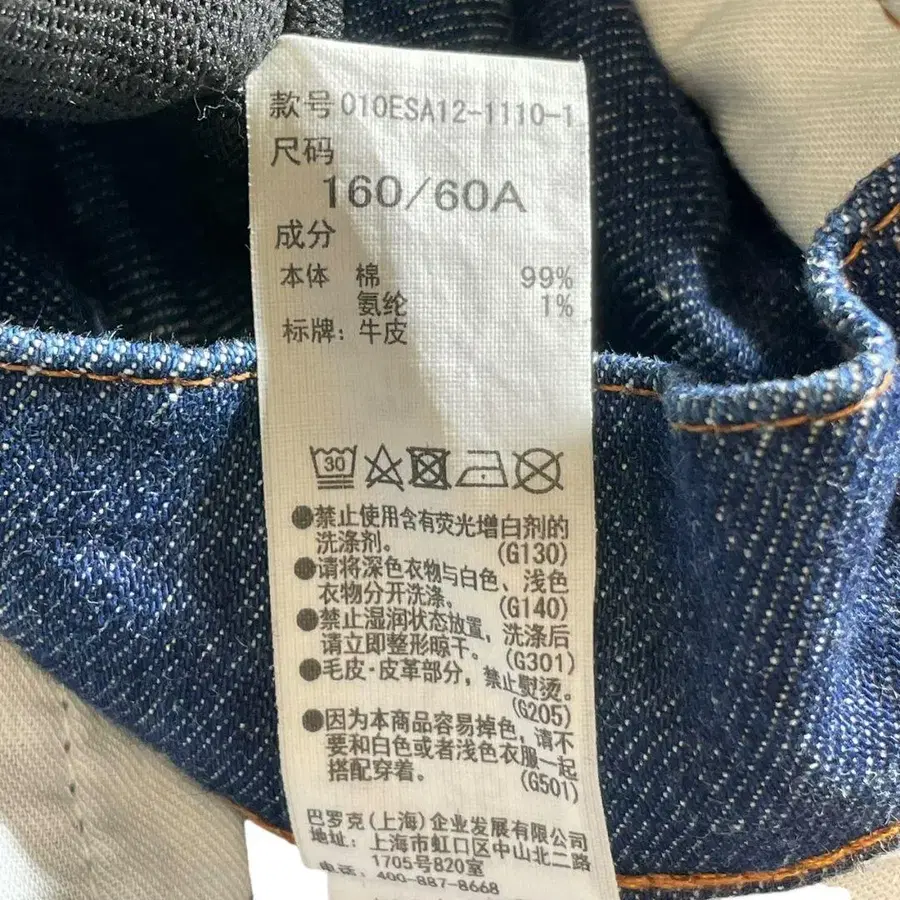 款号 010ESA12-1110-1
尺码
160/60A
成分
本体 棉 99%
氨纶 1%
标牌：牛皮
30
●禁止使用含有荧光增白剂的
洗涤剂。 (G130)
●请将深色衣物与白色、浅色
衣物分开洗涤。 (G140)
●禁止湿润状态放置，洗涤后
请立即整形晾干。 (G301)
●毛皮·皮革部分，禁止熨烫。
(G205)
●因为本商品容易掉色，请不
要和白色或者浅色衣服一起
搭配穿着。 (G501)
巴罗克(上海)企业发展有限公司
地址：上海市虹口区中山北二路
1705号820室
电话：400-887-8668